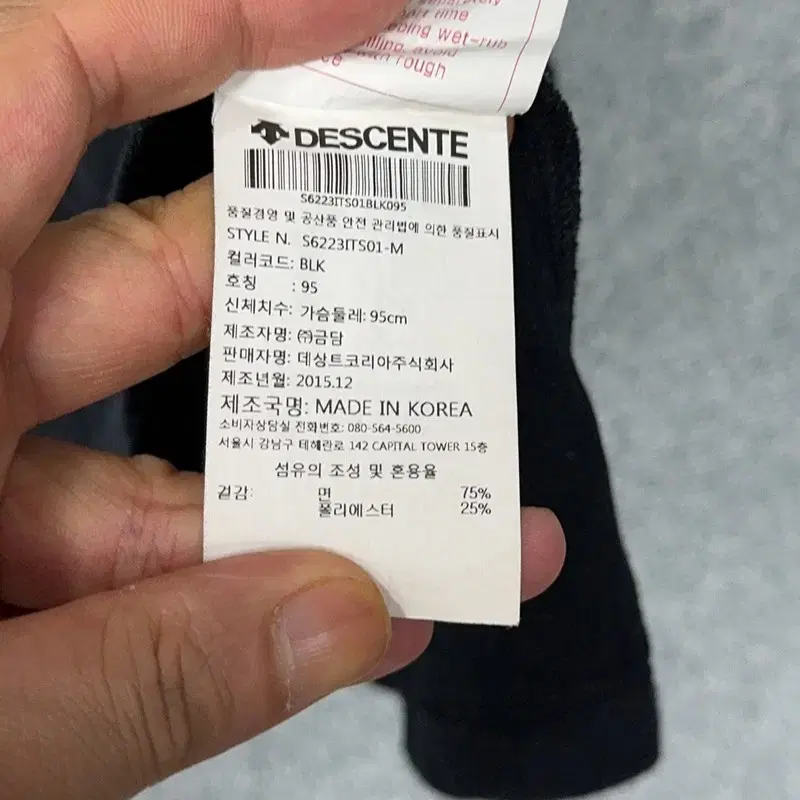 time
wet-rub
avoid
with rough
DESCENTE
S6223ITS01BLK095
품질경영 및 공산품 안전 관리법에 의한 품질표시
STYLE N. S6223ITS01-M
컬러코드: BLK
호칭 : 95
신체치수: 가슴둘레: 95cm
제조자명: ㈜금담
판매자명: 데상트코리아주식회사
제조년월: 2015.12
제조국명: MADE IN KOREA
소비자상담실 전화번호: 080-564-5600
서울시 강남구 테헤란로 142 CAPITAL TOWER 15층
섬유의 조성 및 혼용율
겉감: 면 75%
폴리에스터 25%